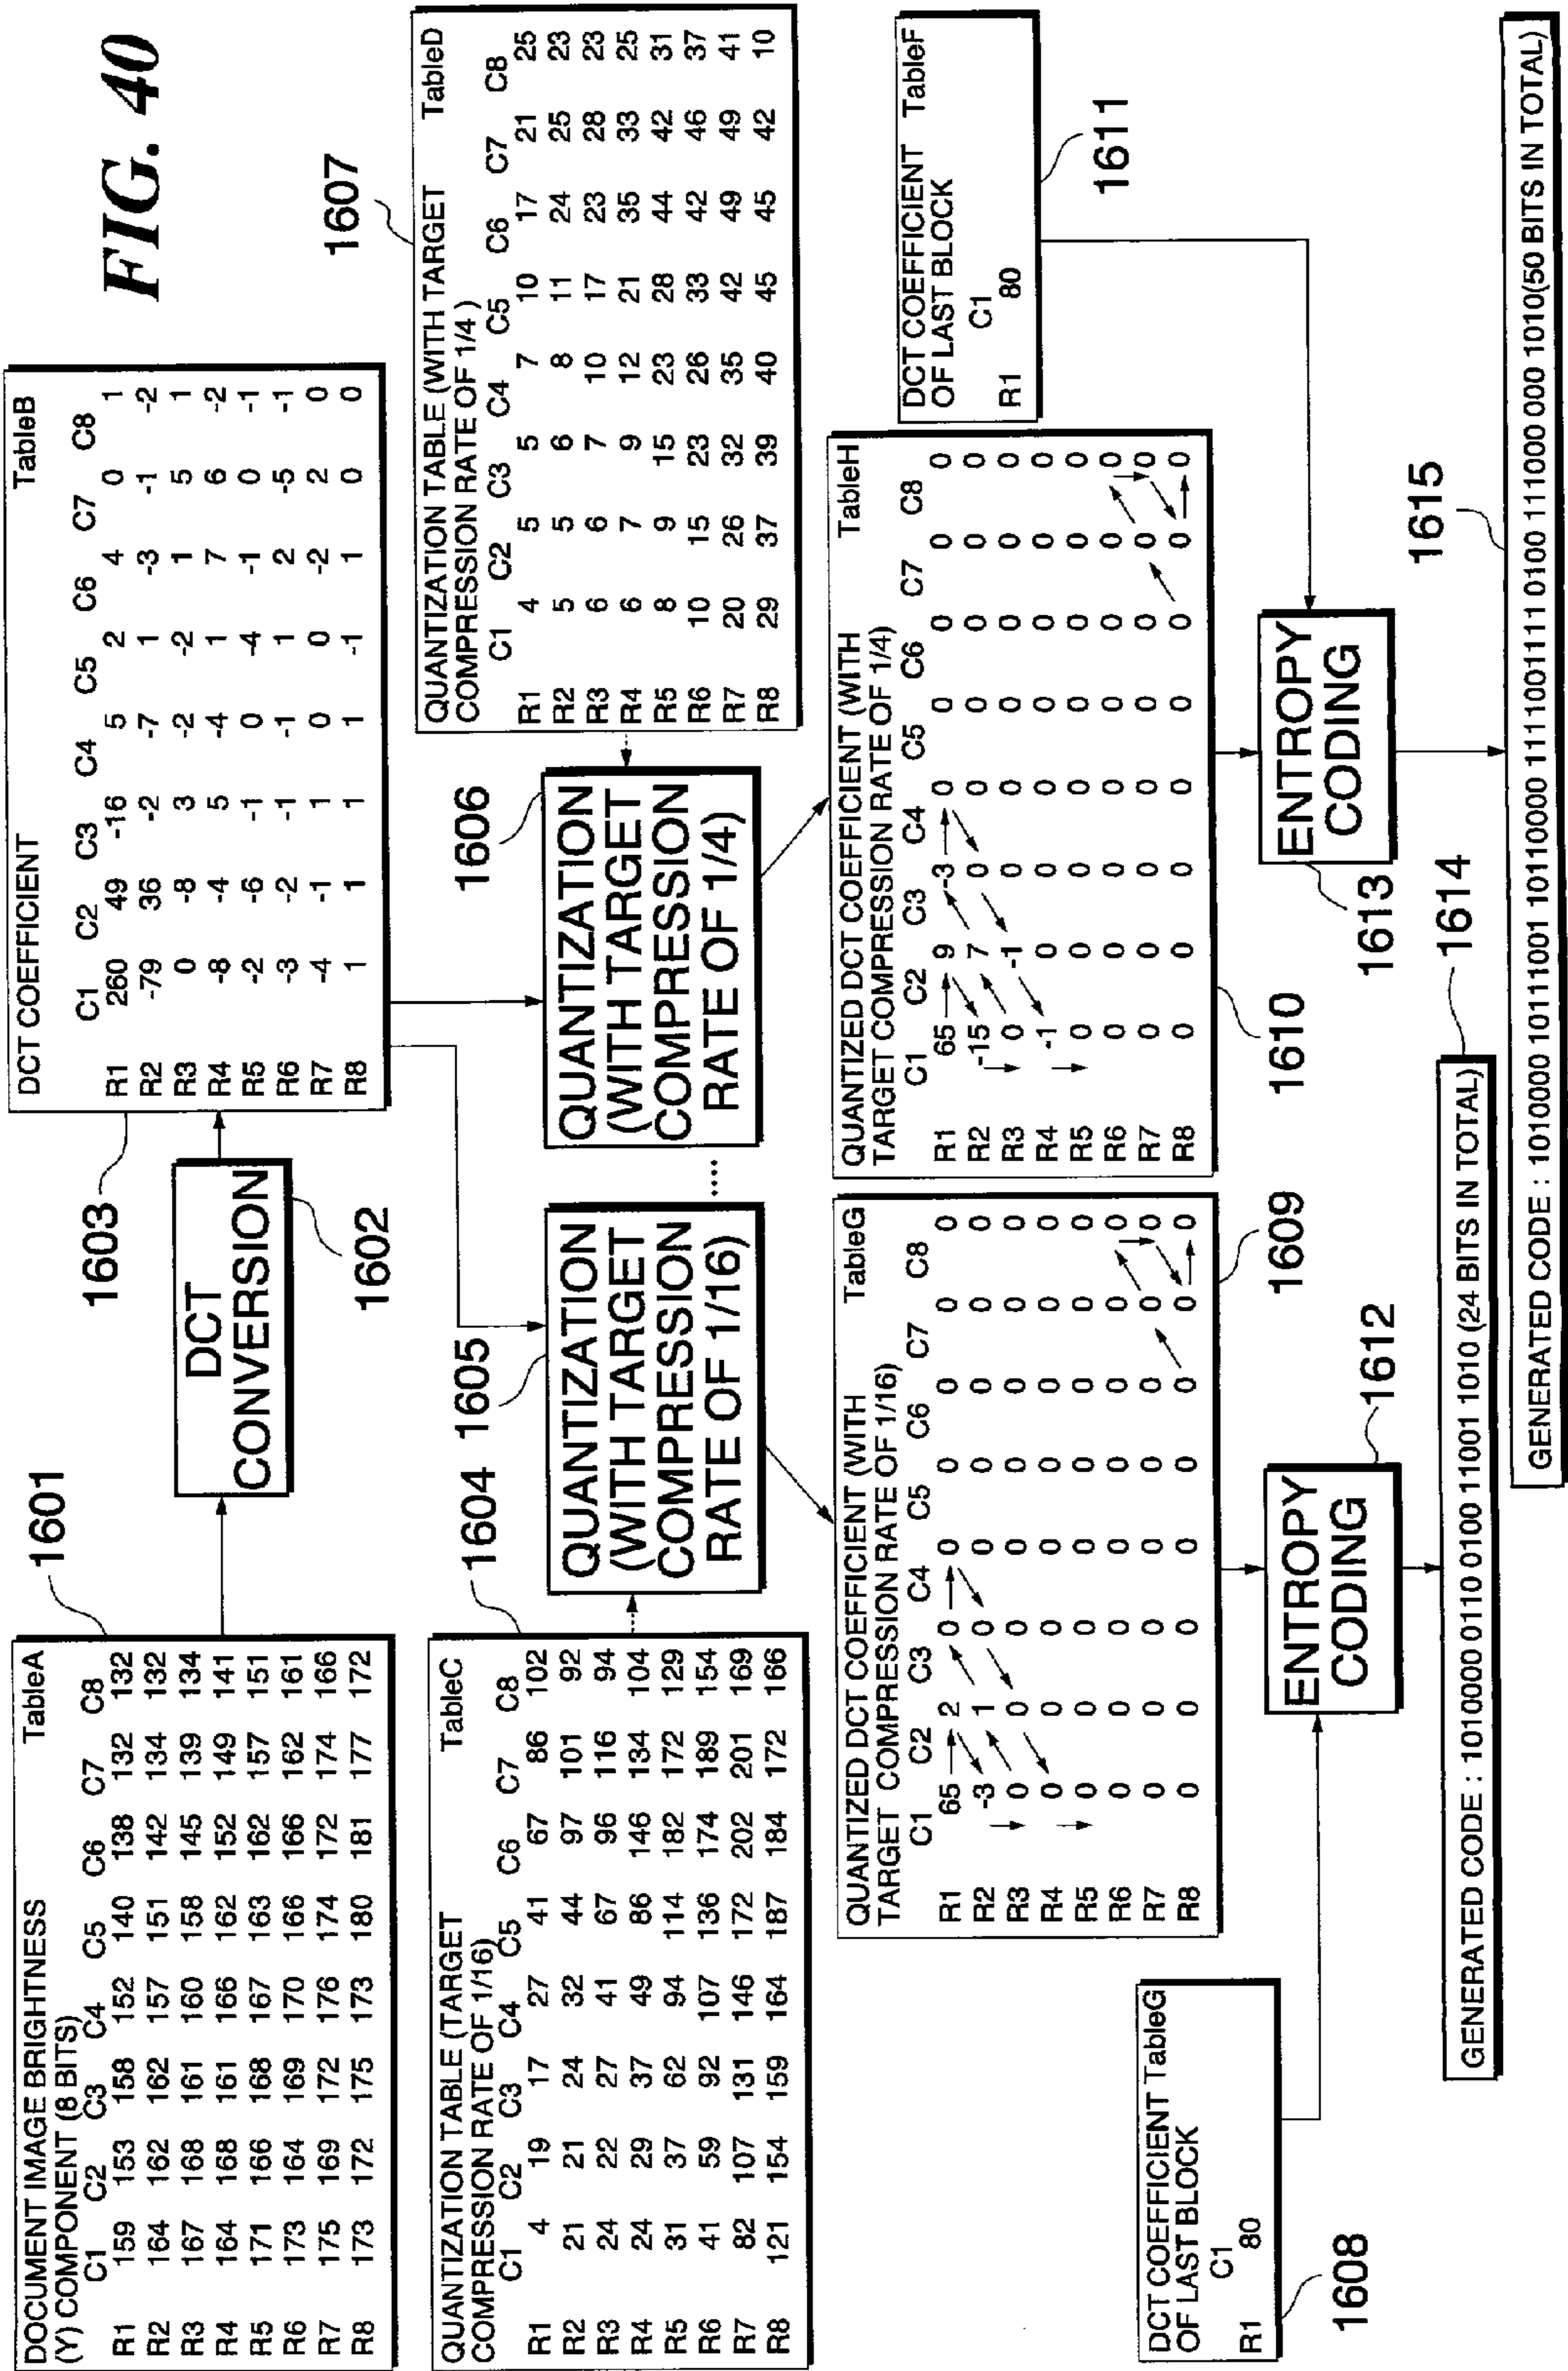 FIG. 40
1601
DOCUMENT IMAGE BRIGHTNESS TableA
(Y) COMPONENT (8 BITS)
C1 C2 C3 C4 C5 C6 C7 C8
R1 159 153 158 152 140 138 132 132
R2 164 162 162 157 151 142 134 132
R3 167 168 161 160 158 145 139 134
R4 164 168 161 166 162 152 149 141
R5 171 166 168 167 163 162 157 151
R6 173 164 169 170 166 166 162 161
R7 175 169 172 176 174 172 174 166
R8 173 172 175 173 180 181 177 172
DCT
CONVERSION
1602
1603
DCT COEFFICIENT TableB
C1 C2 C3 C4 C5 C6 C7 C8
R1 260 49 -16 5 2 4 0 1
R2 -79 36 -2 -7 1 -3 -1 -2
R3 0 -8 3 -2 -2 1 5 1
R4 -8 -4 5 -4 1 7 6 -2
R5 -2 -6 -1 0 -4 -1 0 -1
R6 -3 -2 -1 -1 1 2 -5 -1
R7 -4 -1 1 0 0 -2 2 0
R8 1 1 1 1 -1 1 0 0
1604
QUANTIZATION TABLE (TARGET TableC
COMPRESSION RATE OF 1/16)
C1 C2 C3 C4 C5 C6 C7 C8
R1 4 19 17 27 41 67 86 102
R2 21 21 24 32 44 97 101 92
R3 24 22 27 41 67 96 116 94
R4 24 29 37 49 86 146 134 104
R5 31 37 62 94 114 182 172 129
R6 41 59 92 107 136 174 189 154
R7 82 107 131 146 172 202 201 169
R8 121 154 159 164 187 184 172 166
1605
QUANTIZATION
(WITH TARGET
COMPRESSION
RATE OF 1/16)
....
1606
QUANTIZATION
(WITH TARGET
COMPRESSION
RATE OF 1/4)
1607
QUANTIZATION TABLE (WITH TARGET TableD
COMPRESSION RATE OF 1/4 )
C1 C2 C3 C4 C5 C6 C7 C8
R1 4 5 5 7 10 17 21 25
R2 5 5 6 8 11 24 25 23
R3 6 6 7 10 17 23 28 23
R4 6 7 9 12 21 35 33 25
R5 8 9 15 23 28 44 42 31
R6 10 15 23 26 33 42 46 37
R7 20 26 32 35 42 49 49 41
R8 29 37 39 40 45 45 42 10
DCT COEFFICIENT TableG
OF LAST BLOCK
C1
R1 80
1608
QUANTIZED DCT COEFFICIENT (WITH TableG
TARGET COMPRESSION RATE OF 1/16)
C1 C2 C3 C4 C5 C6 C7 C8
R1 65 2 0 0 0 0 0 0
R2 -3 1 0 0 0 0 0 0
R3 0 0 0 0 0 0 0 0
R4 0 0 0 0 0 0 0 0
R5 0 0 0 0 0 0 0 0
R6 0 0 0 0 0 0 0 0
R7 0 0 0 0 0 0 0 0
R8 0 0 0 0 0 0 0 0
1609
QUANTIZED DCT COEFFICIENT (WITH TableH
TARGET COMPRESSION RATE OF 1/4)
C1 C2 C3 C4 C5 C6 C7 C8
R1 65 9 -3 0 0 0 0 0
R2 -15 7 0 0 0 0 0 0
R3 0 -1 0 0 0 0 0 0
R4 -1 0 0 0 0 0 0 0
R5 0 0 0 0 0 0 0 0
R6 0 0 0 0 0 0 0 0
R7 0 0 0 0 0 0 0 0
R8 0 0 0 0 0 0 0 0
1610
DCT COEFFICIENT TableF
OF LAST BLOCK
C1
R1 80
1611
ENTROPY
CODING
1612
ENTROPY
CODING
1613
1614
GENERATED CODE : 1010000 0110 0100 11001 1010 (24 BITS IN TOTAL)
1615
GENERATED CODE : 1010000 10111001 10110000 11110011111 0100 111000 000 1010(50 BITS IN TOTAL)